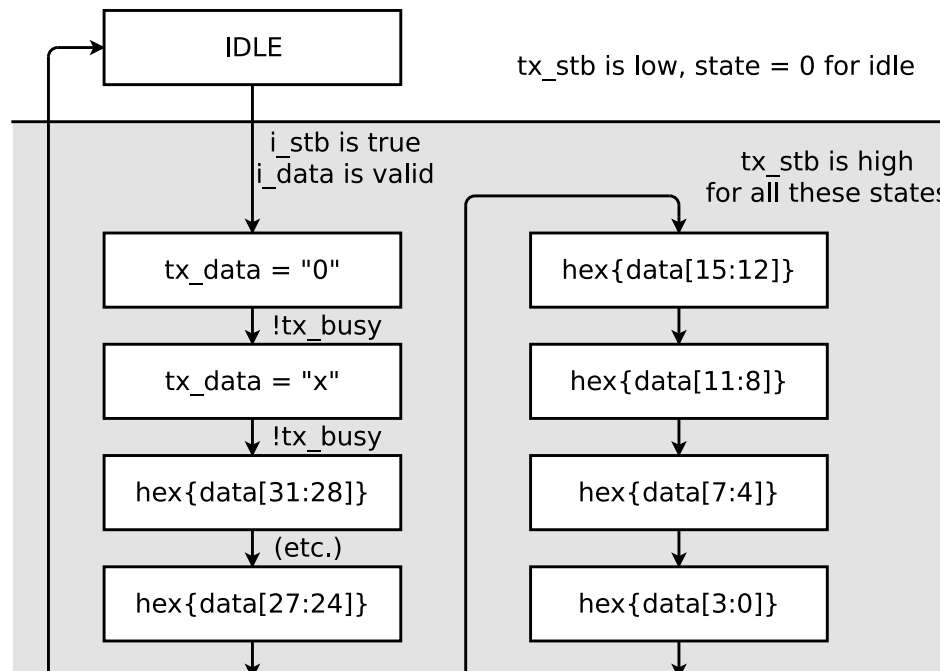 IDLE
tx_stb is low, state = 0 for idle
i_stb is true
i_data is valid
tx_stb is high
for all these states
tx_data = "0"
!tx_busy
tx_data = "x"
!tx_busy
hex{data[31:28]}
(etc.)
hex{data[27:24]}
hex{data[15:12]}
hex{data[11:8]}
hex{data[7:4]}
hex{data[3:0]}